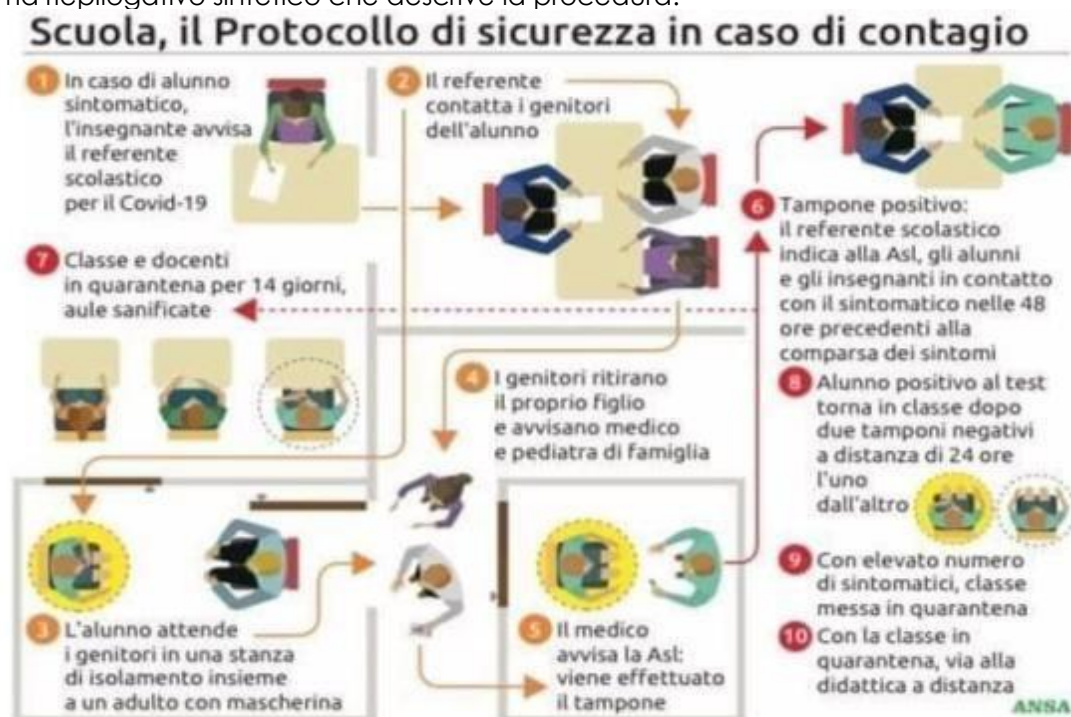 riepilogativo sintetico che descrive la procedura.
Scuola, il Protocollo di sicurezza in caso di contagio
1 In caso di alunno
sintomatico,
l'insegnante avvisa
il referente
scolastico
per il Covid-19
2 Il referente
contatta i genitori
dell'alunno
3 L'alunno attende
i genitori in una stanza
di isolamento insieme
a un adulto con mascherina
4 I genitori ritirano
il proprio figlio
e avvisano medico
e pediatra di famiglia
5 Il medico
avvisa la Asl:
viene effettuato
il tampone
6 Tampone positivo:
il referente scolastico
indica alla Asl, gli alunni
e gli insegnanti in contatto
con il sintomatico nelle 48
ore precedenti alla
comparsa dei sintomi
7 Classe e docenti
in quarantena per 14 giorni,
aule sanificate
8 Alunno positivo al test
torna in classe dopo
due tamponi negativi
a distanza di 24 ore
l'uno
dall'altro
9 Con elevato numero
di sintomatici, classe
messa in quarantena
10 Con la classe in
quarantena, via alla
didattica a distanza
ANSA